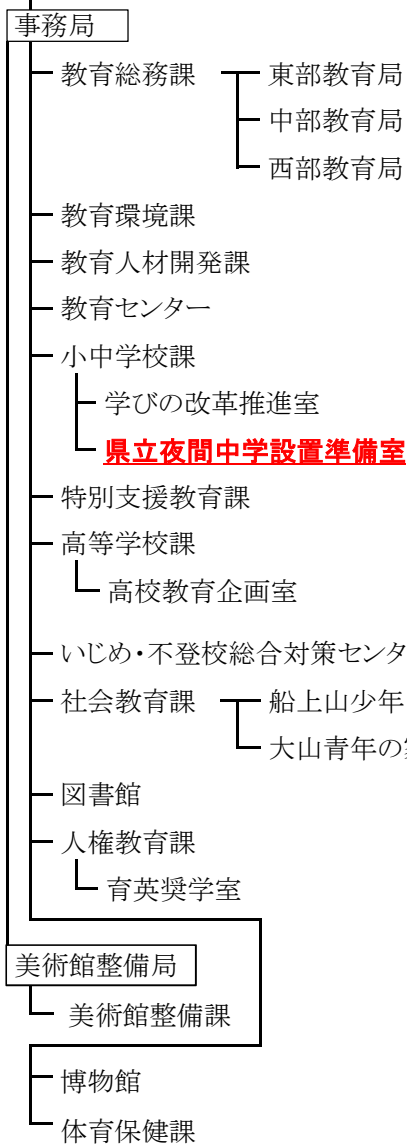 事務局
教育総務課 東部教育局
中部教育局
西部教育局
教育環境課
教育人材開発課
教育センター
小中学校課
学びの改革推進室
県立夜間中学設置準備室
特別支援教育課
高等学校課
高校教育企画室
いじめ・不登校総合対策センタ
社会教育課 船上山少年
大山青年の
図書館
人権教育課
育英奨学室
美術館整備局
美術館整備課
博物館
体育保健課